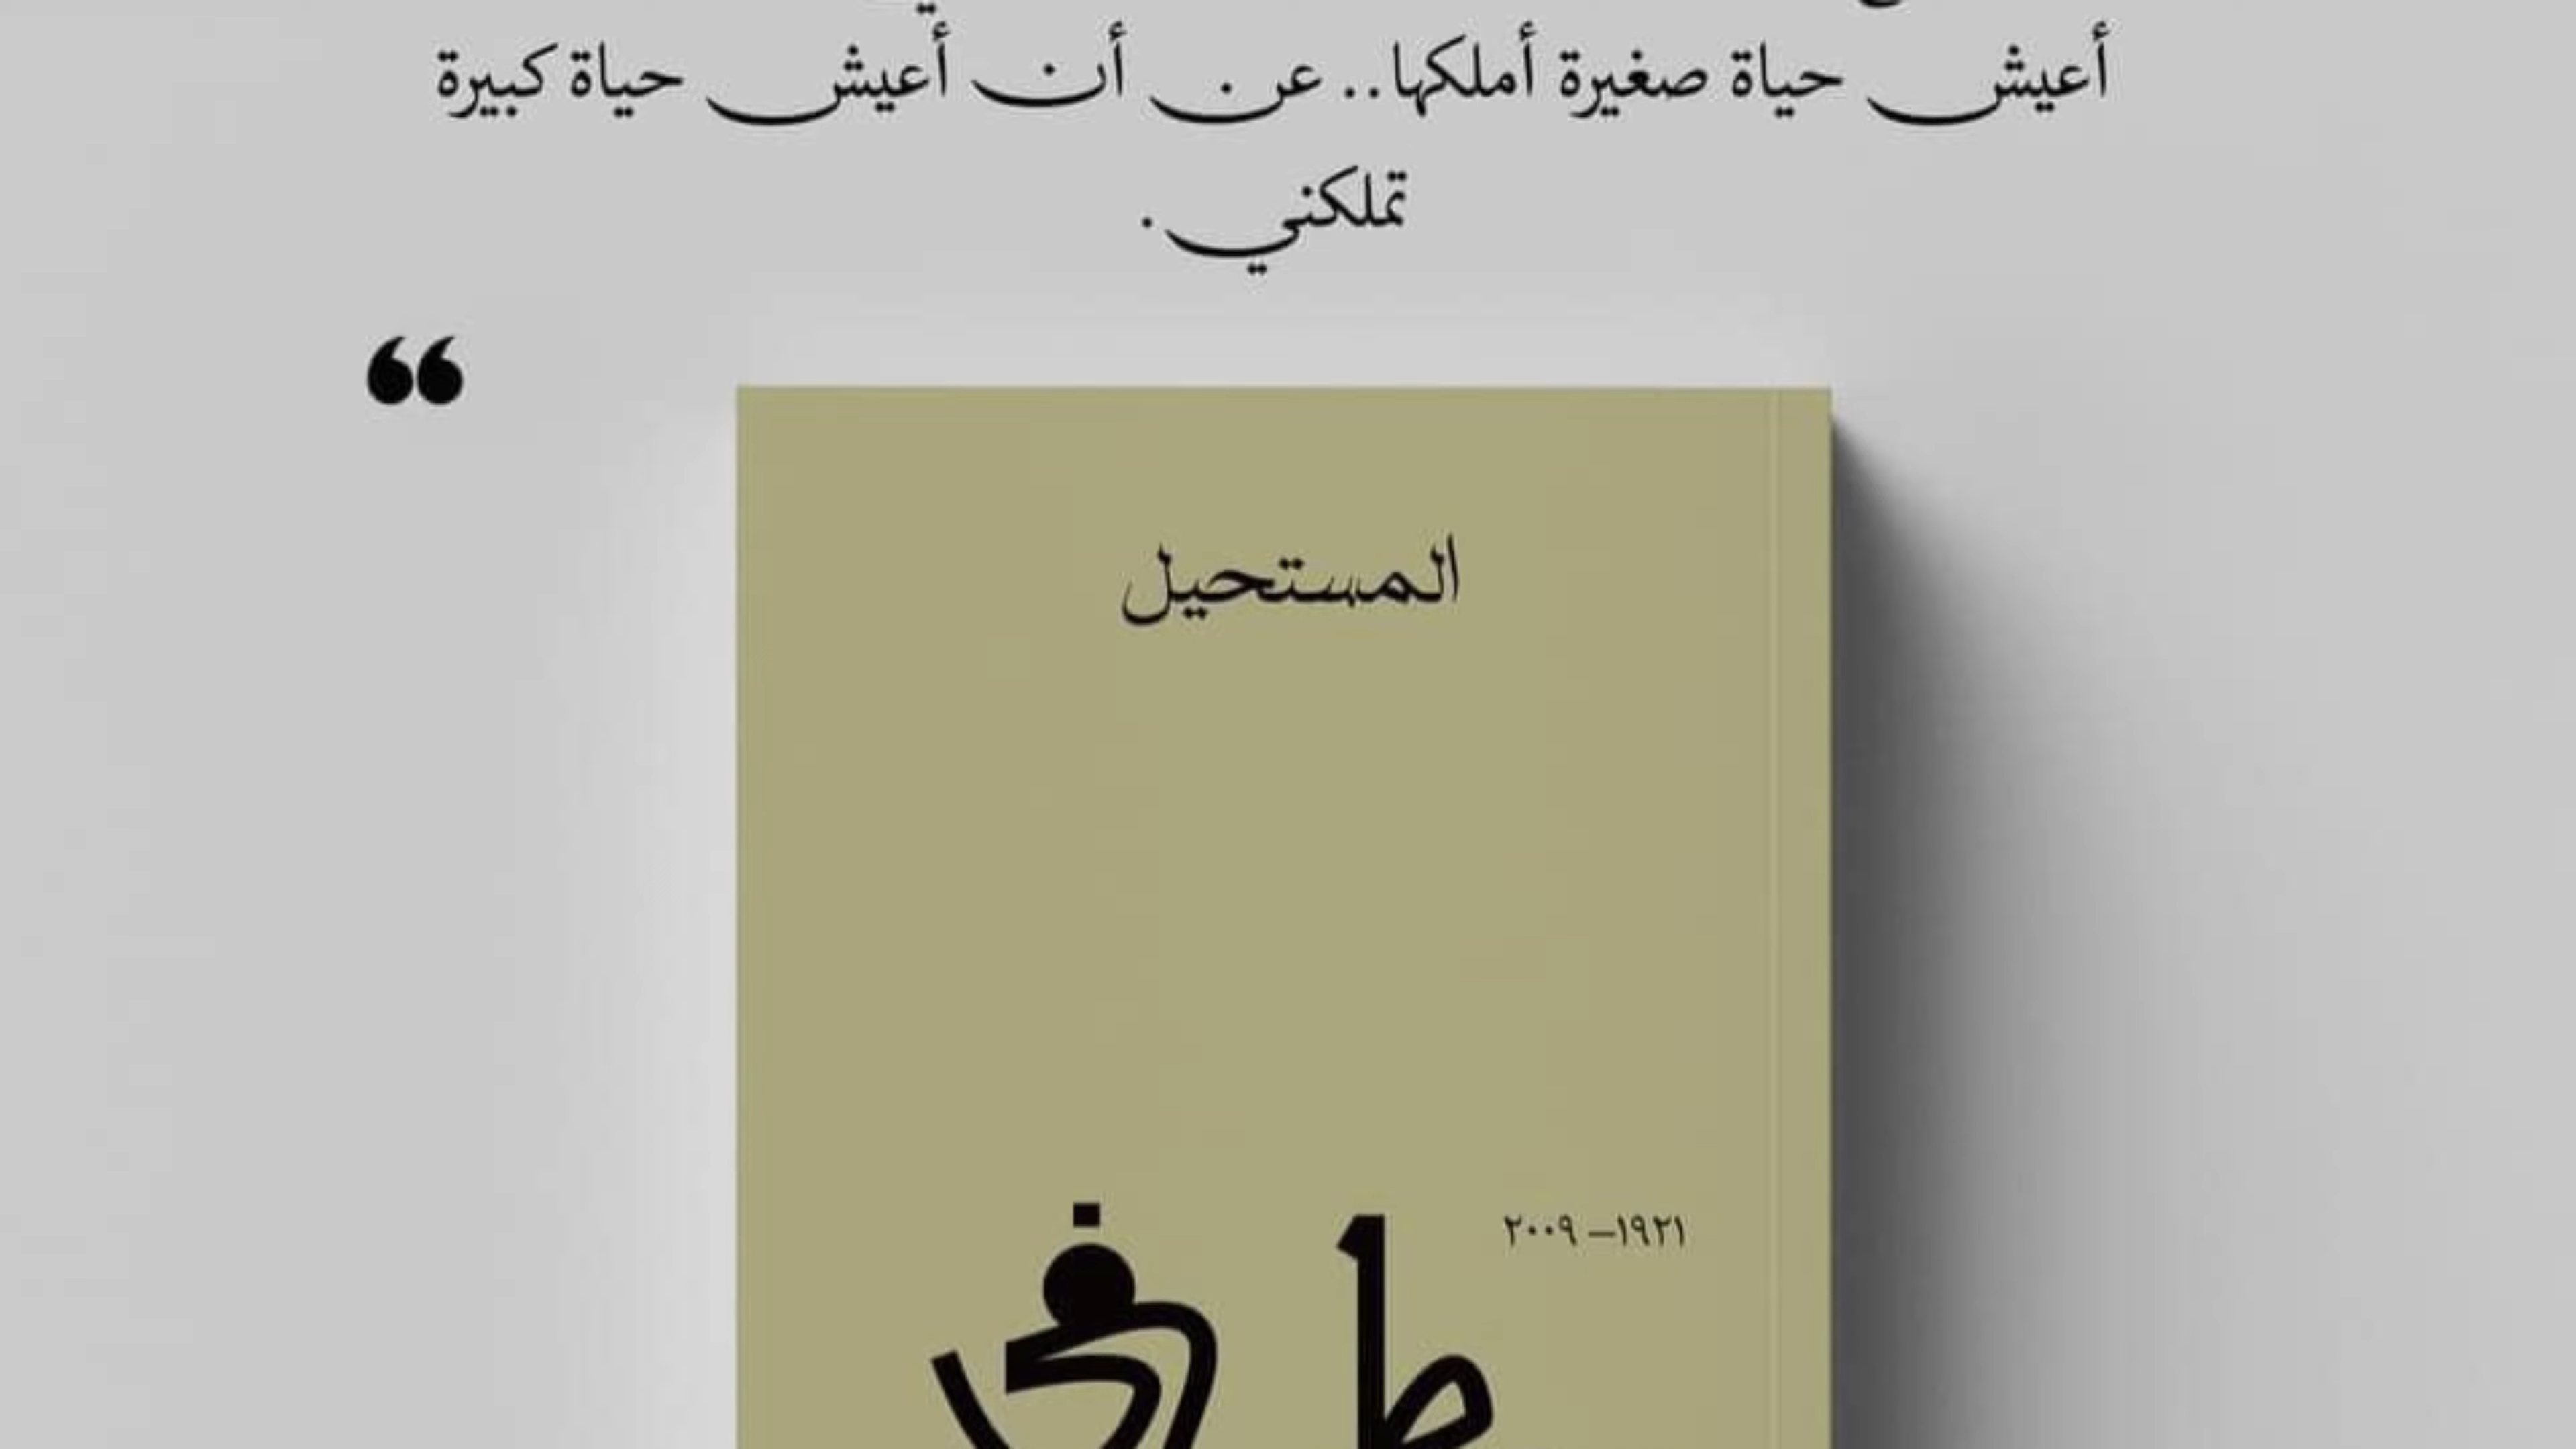 أعيش حياة صغيرة أملكها.. عن أن أعيش حياة كبيرة
تملكني.
❝
المستحيل
١٩٢١– ٢٠٠٩